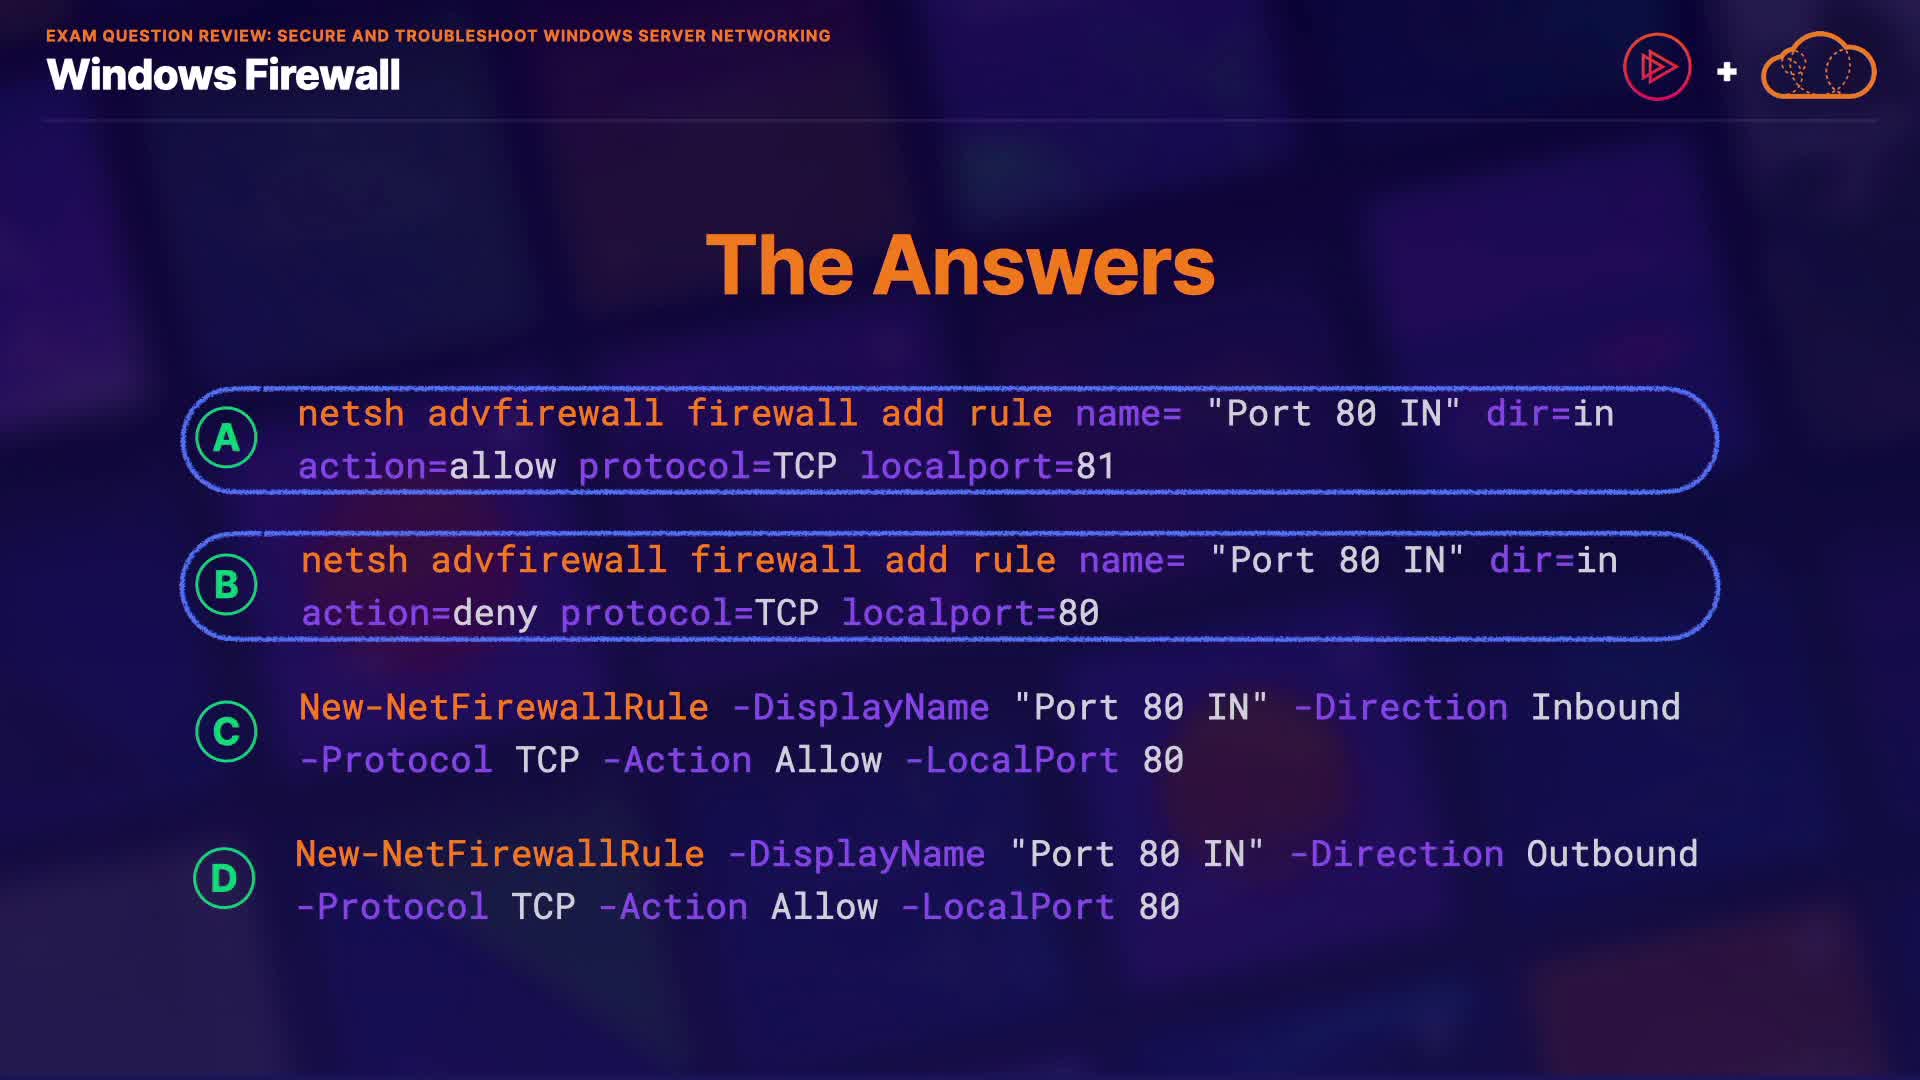 EXAM QUESTION REVIEW: SECURE AND TROUBLESHOOT WINDOWS SERVER NETWORKING
Windows Firewall
+
The Answers
A
netsh advfirewall firewall add rule name= "Port 80 IN" dir=in
action=allow protocol=TCP localport=81
B
netsh advfirewall firewall add rule name= "Port 80 IN" dir=in
action=deny protocol=TCP localport=80
C
New-NetFirewallRule -DisplayName "Port 80 IN" -Direction Inbound
-Protocol TCP -Action Allow -LocalPort 80
D
New-NetFirewallRule -DisplayName "Port 80 IN" -Direction Outbound
-Protocol TCP -Action Allow -LocalPort 80